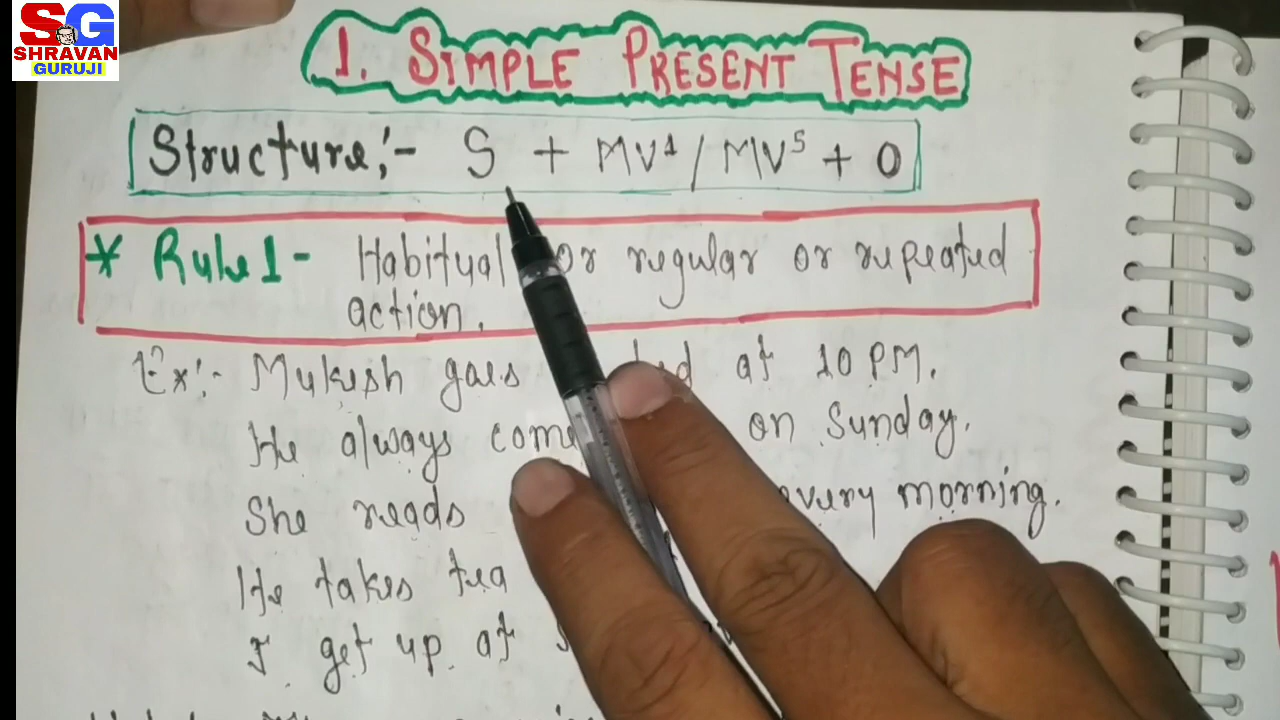 SG
SHRAVAN
GURUJI
1. SIMPLE PRESENT TENSE
Structure:- S + MV1 / MV5 + O
* Rule 1- Habitual or regular or repeated
action.
Ex:- Mukesh goes at 10 PM.
He always on Sunday.
She reads every morning.
He takes tea
I get up at